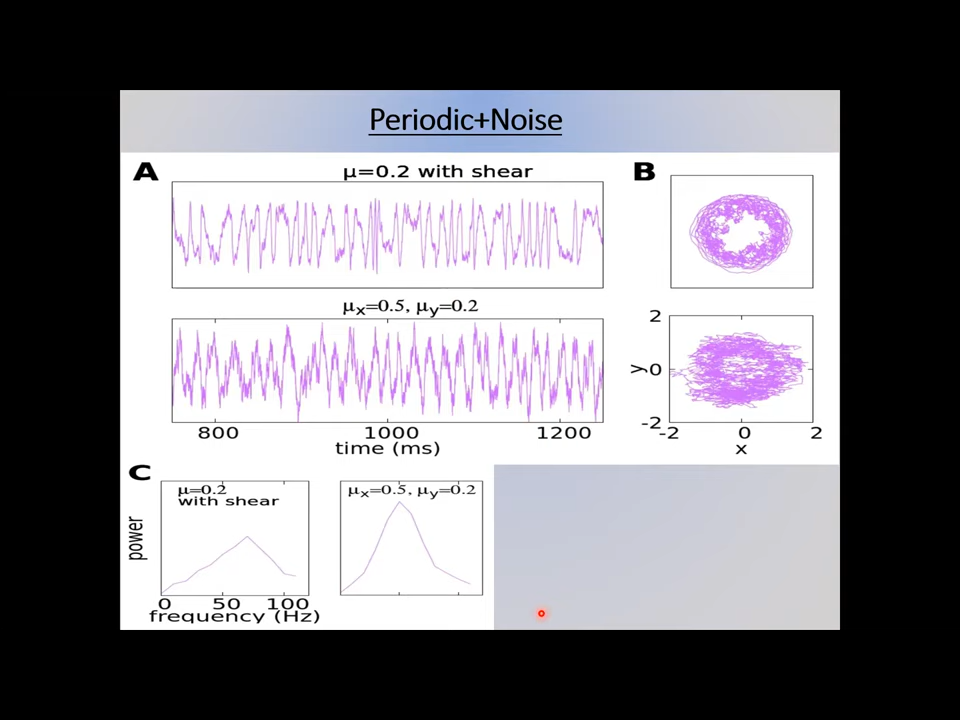 Periodic+Noise
A
μ=0.2 with shear
B
μx=0.5, μy=0.2
2
y 0
-2
800 1000 1200
time (ms)
-2 0 2
x
C
μ=0.2
with shear
μx=0.5, μy=0.2
power
0 50 100
frequency (Hz)